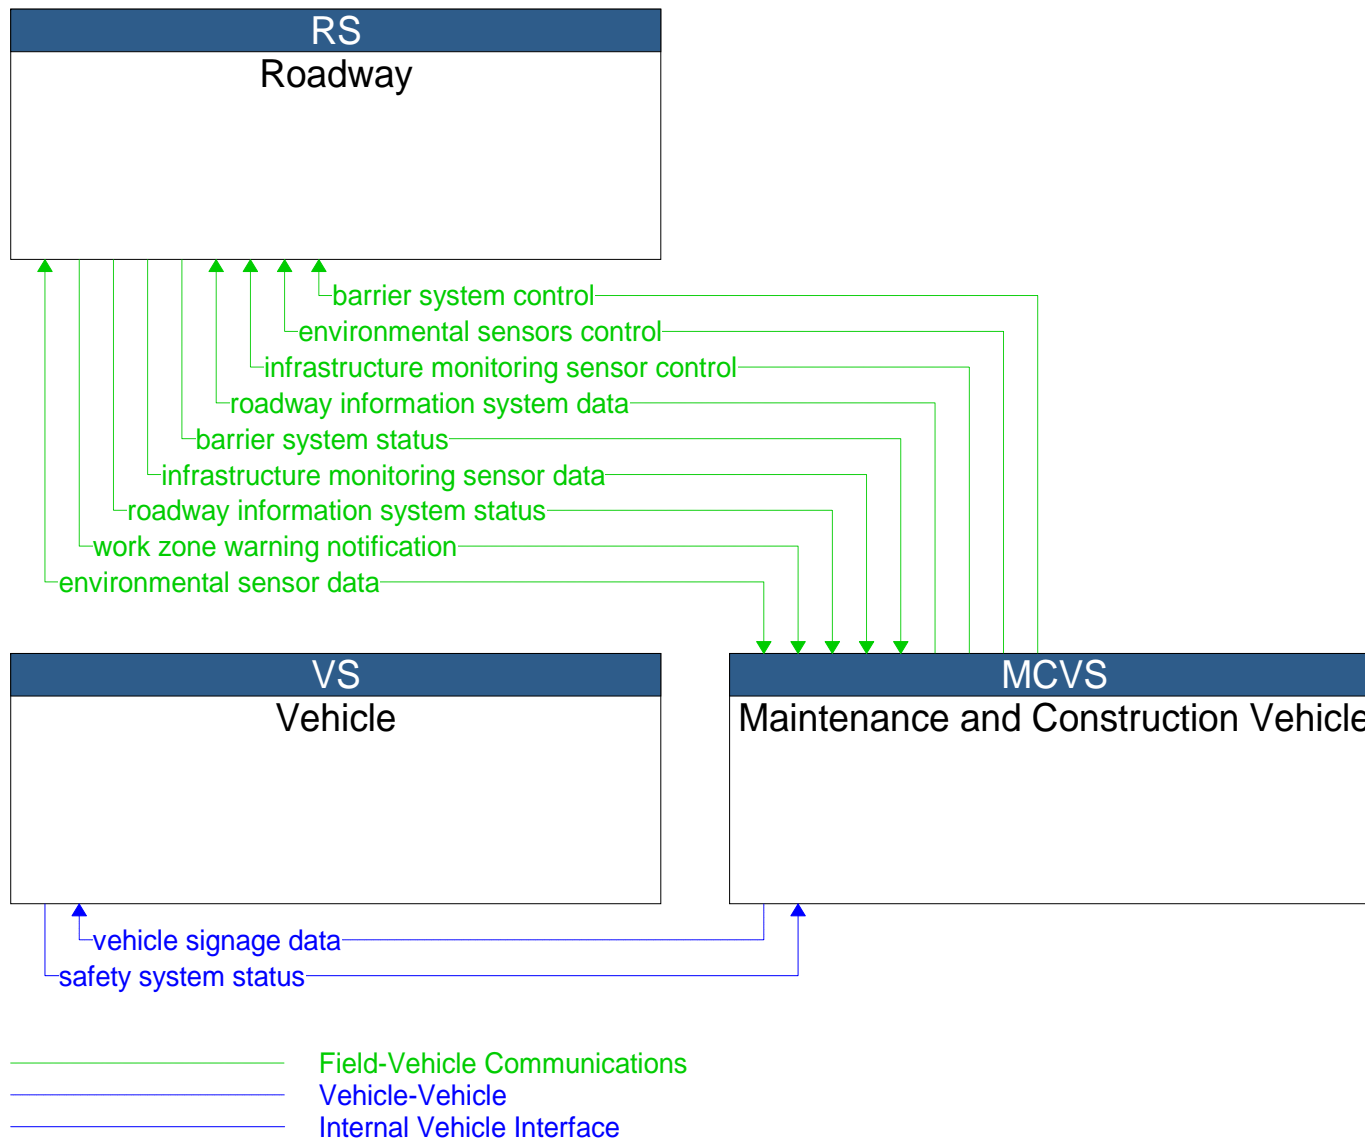 RS
Roadway
barrier system control
environmental sensors control
infrastructure monitoring sensor control
roadway information system data
barrier system status
infrastructure monitoring sensor data
roadway information system status
work zone warning notification
environmental sensor data
VS
Vehicle
MCVS
Maintenance and Construction Vehicle
vehicle signage data
safety system status
Field-Vehicle Communications
Vehicle-Vehicle
Internal Vehicle Interface